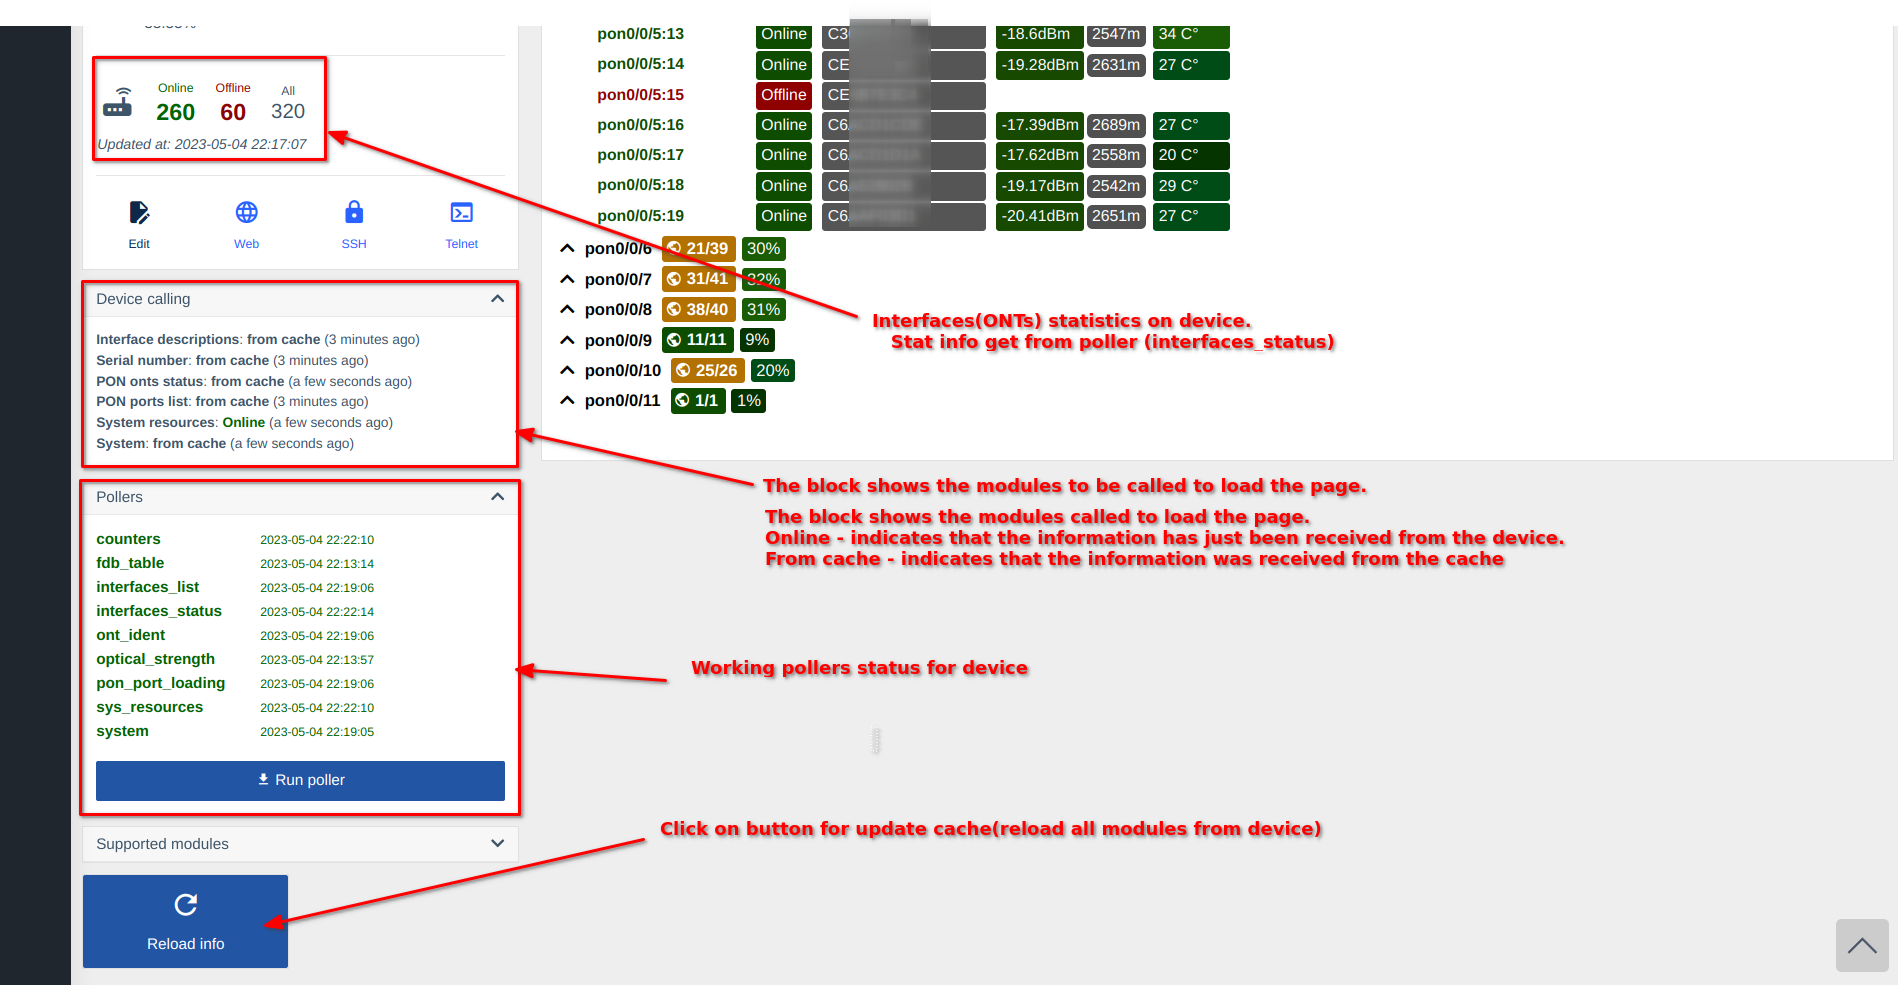 Online Offline All
260 60 320
Updated at: 2023-05-04 22:17:07
Edit Web SSH Telnet
Device calling
Interface descriptions: from cache (3 minutes ago)
Serial number: from cache (3 minutes ago)
PON onts status: from cache (a few seconds ago)
PON ports list: from cache (3 minutes ago)
System resources: Online (a few seconds ago)
System: from cache (a few seconds ago)
Pollers
counters 2023-05-04 22:22:10
fdb_table 2023-05-04 22:13:14
interfaces_list 2023-05-04 22:19:06
interfaces_status 2023-05-04 22:22:14
ont_ident 2023-05-04 22:19:06
optical_strength 2023-05-04 22:13:57
pon_port_loading 2023-05-04 22:19:06
sys_resources 2023-05-04 22:22:10
system 2023-05-04 22:19:05
Run poller
Supported modules
Reload info
pon0/0/5:13 Online -18.6dBm 2547m 34 C°
pon0/0/5:14 Online CE -19.28dBm 2631m 27 C°
pon0/0/5:15 Offline CE
pon0/0/5:16 Online C6 -17.39dBm 2689m 27 C°
pon0/0/5:17 Online C6 -17.62dBm 2558m 20 C°
pon0/0/5:18 Online C6 -19.17dBm 2542m 29 C°
pon0/0/5:19 Online C6 -20.41dBm 2651m 27 C°
pon0/0/6 21/39 30%
pon0/0/7 31/41 32%
pon0/0/8 38/40 31%
pon0/0/9 11/11 9%
pon0/0/10 25/26 20%
pon0/0/11 1/1 1%
Interfaces(ONTs) statistics on device.
Stat info get from poller (interfaces_status)
The block shows the modules to be called to load the page.
The block shows the modules called to load the page.
Online - indicates that the information has just been received from the device.
From cache - indicates that the information was received from the cache
Working pollers status for device
Click on button for update cache(reload all modules from device)